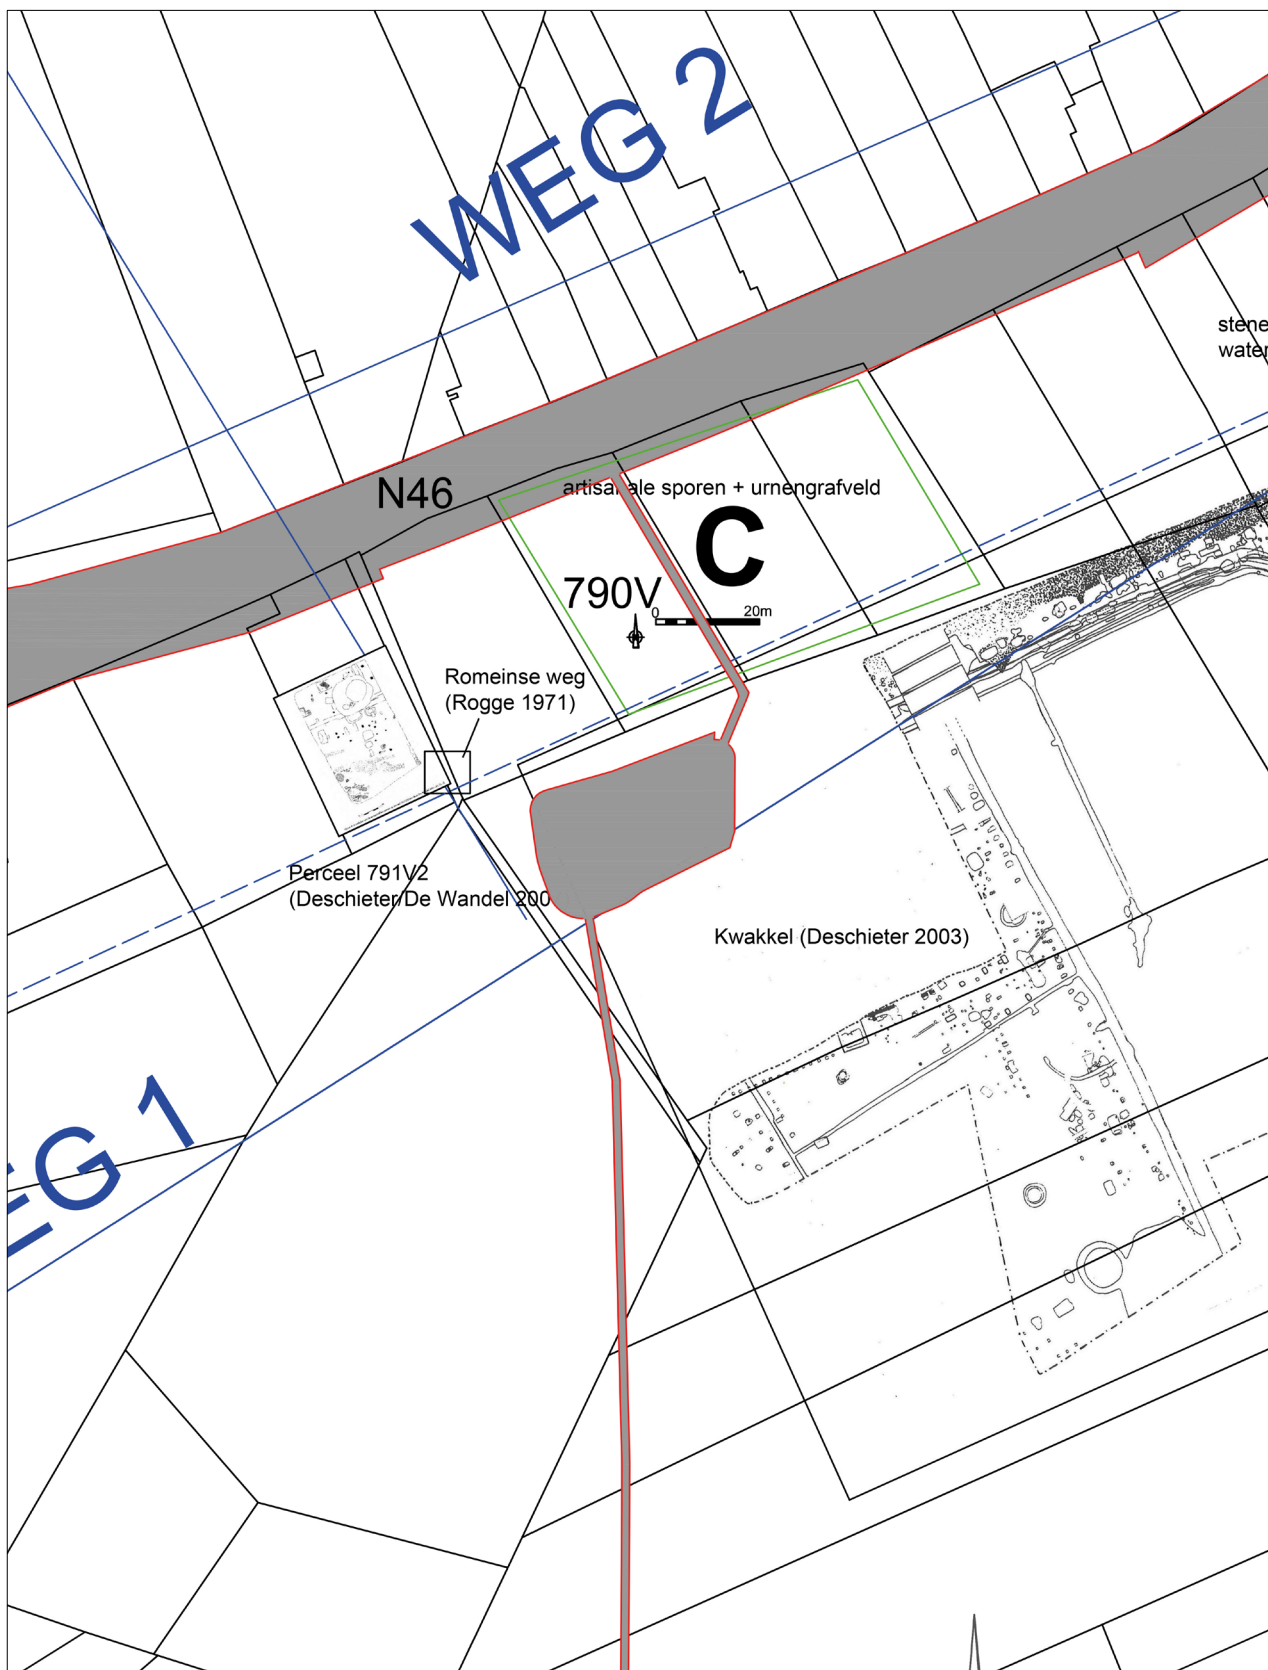 WEG 2
stene
water
N46
artisanale sporen + urnengrafveld
C
790V
0 20m
Romeinse weg
(Rogge 1971)
Perceel 791V2
(Deschieter/De Wandel 200
Kwakkel (Deschieter 2003)
EG 1